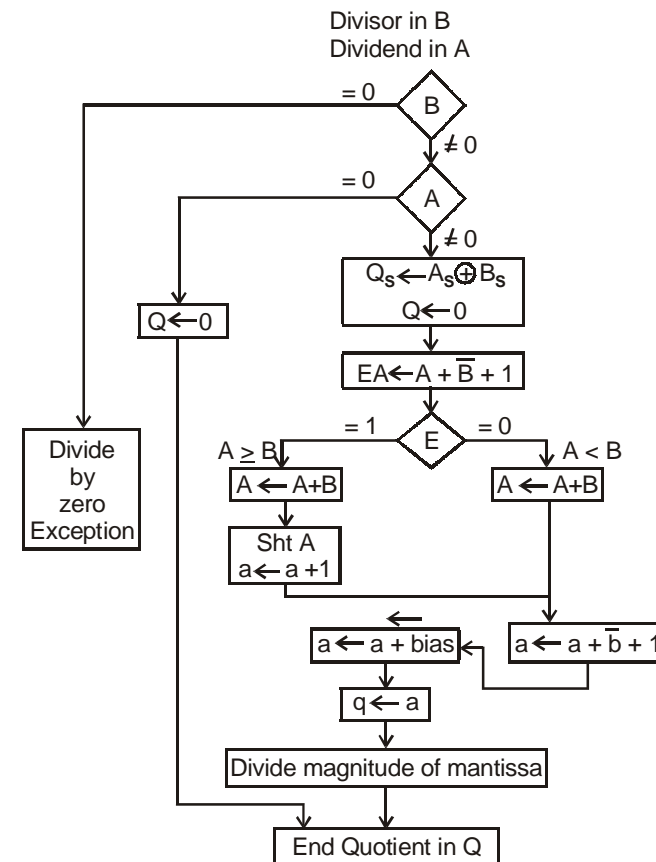 Divisor in B
Dividend in A
= 0
B
≠ 0
= 0
A
≠ 0
Qₛ ← Aₛ ⊕ Bₛ
Q ← 0
Q ← 0
EA ← A + B̅ + 1
= 1
E
= 0
A ≥ B
A < B
A ← A+B
A ← A+B
Divide
by
zero
Exception
Sht A
a ← a +1
←
a ← a + bias
a ← a + b̅ + 1
q ← a
Divide magnitude of mantissa
End Quotient in Q